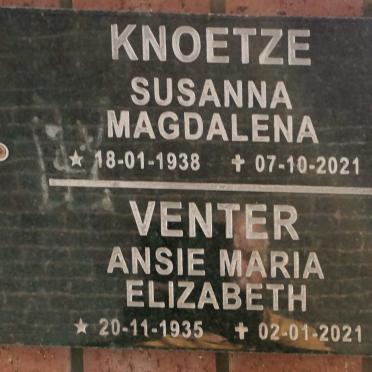 KNOETZE
SUSANNA
MAGDALENA
★ 18-01-1938 ✝ 07-10-2021
VENTER
ANSIE MARIA
ELIZABETH
★ 20-11-1935 ✝ 02-01-2021